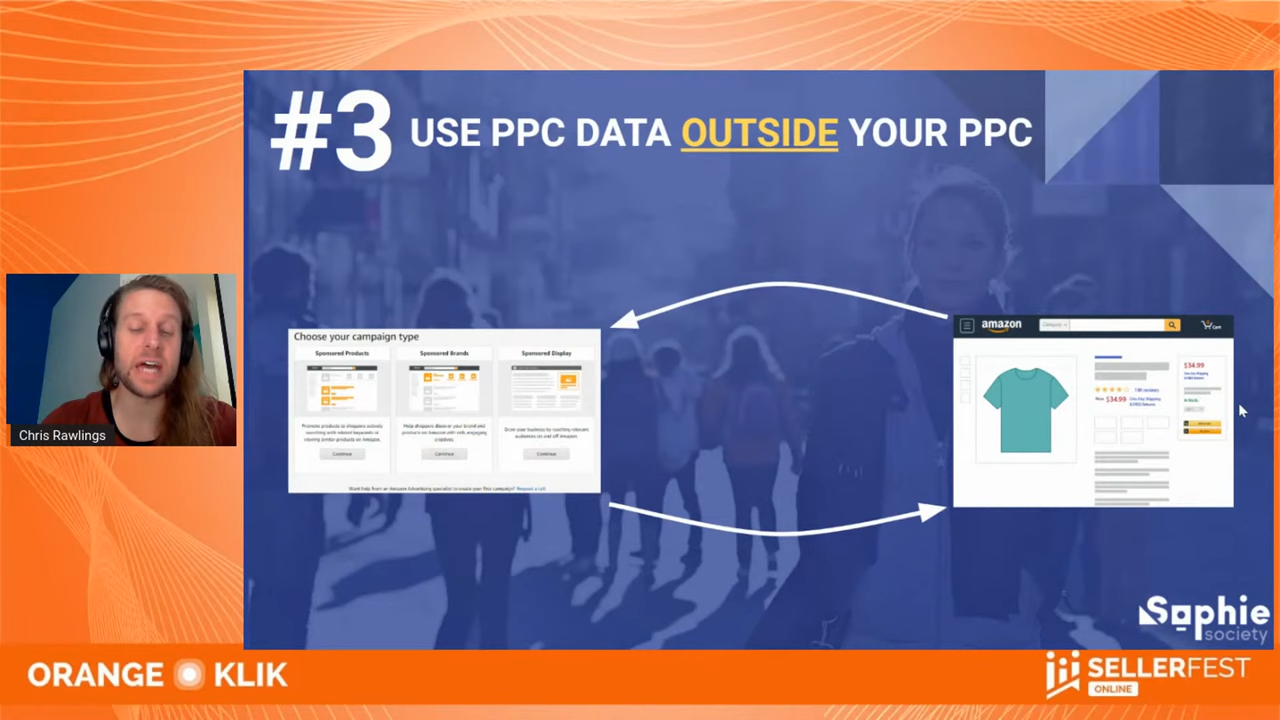 #3 USE PPC DATA OUTSIDE YOUR PPC
Choose your campaign type
Sponsored Products
Sponsored Brands
Sponsored Display
Continue
Continue
Continue
amazon
Cart
$34.99
$34.99
Chris Rawlings
Sophie
society
ORANGE KLIK
SELLERFEST
ONLINE